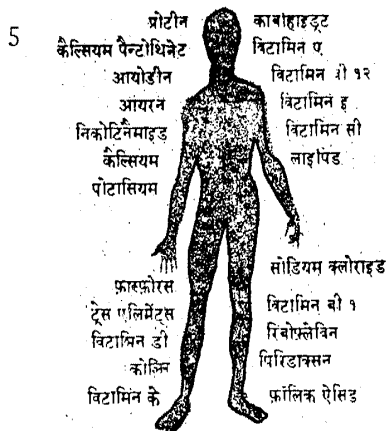 5
प्रोटीन
कैल्सियम पैन्टोथिनेट
आयोडीन
आयरन
निकोटिनैमाइड
कैल्सियम
पोटासियम
फ़ास्फ़ोरस
ट्रेस एलिमेंट्स
विटामिन डी
कोलिन
विटामिन के
कार्बोहाइड्रेट
विटामिन ए
विटामिन बी १२
विटामिन इ
विटामिन सी
लाइपिड
सोडियम क्लोराइड
विटामिन बी १
रिबोफ़्लेविन
पिरिडाक्सन
फ़ॉलिक ऐसिड